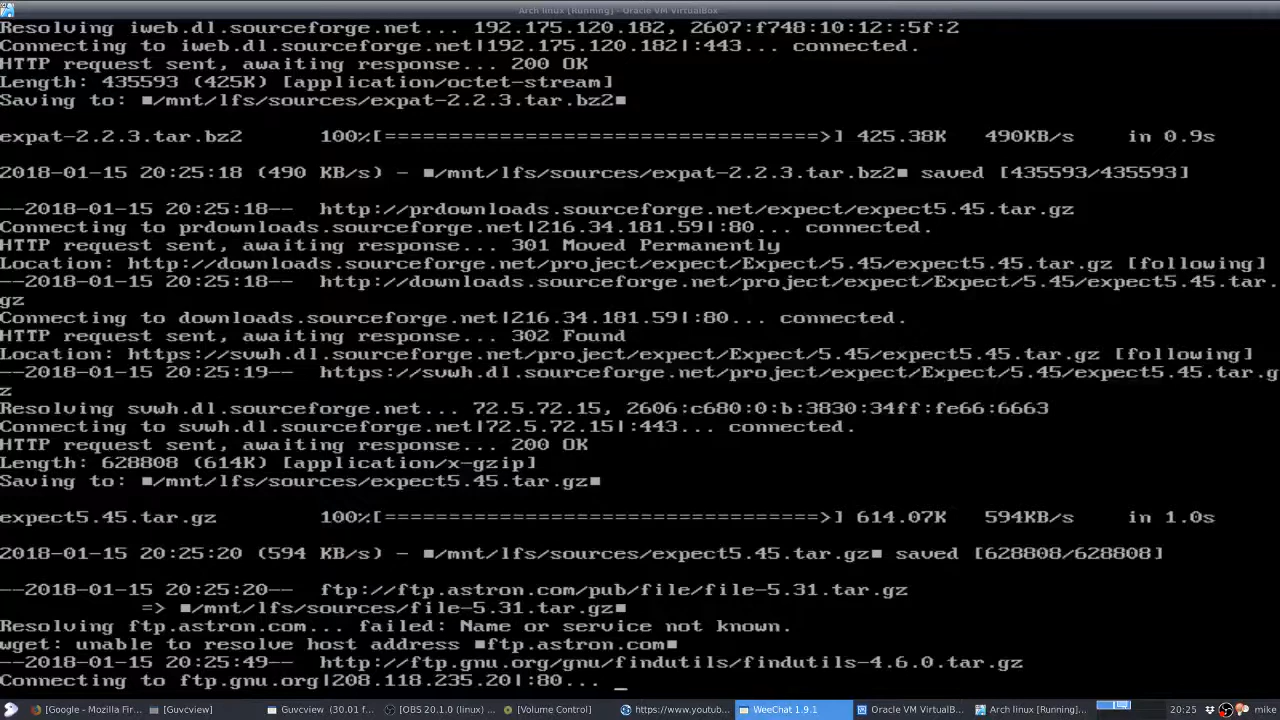 Arch linux [Running] - Oracle VM VirtualBox
Resolving iweb.dl.sourceforge.net... 192.175.120.182, 2607:f748:10:12::5f:2
Connecting to iweb.dl.sourceforge.net|192.175.120.182|:443... connected.
HTTP request sent, awaiting response... 200 OK
Length: 435593 (425K) [application/octet-stream]
Saving to: ■/mnt/lfs/sources/expat-2.2.3.tar.bz2■
expat-2.2.3.tar.bz2 100%[===================================>] 425.38K 490KB/s in 0.9s
2018-01-15 20:25:18 (490 KB/s) - ■/mnt/lfs/sources/expat-2.2.3.tar.bz2■ saved [435593/435593]
--2018-01-15 20:25:18-- http://prdownloads.sourceforge.net/expect/expect5.45.tar.gz
Connecting to prdownloads.sourceforge.net|216.34.181.59|:80... connected.
HTTP request sent, awaiting response... 301 Moved Permanently
Location: http://downloads.sourceforge.net/project/expect/Expect/5.45/expect5.45.tar.gz [following]
--2018-01-15 20:25:18-- http://downloads.sourceforge.net/project/expect/Expect/5.45/expect5.45.tar.
gz
Connecting to downloads.sourceforge.net|216.34.181.59|:80... connected.
HTTP request sent, awaiting response... 302 Found
Location: https://svwh.dl.sourceforge.net/project/expect/Expect/5.45/expect5.45.tar.gz [following]
--2018-01-15 20:25:19-- https://svwh.dl.sourceforge.net/project/expect/Expect/5.45/expect5.45.tar.g
z
Resolving svwh.dl.sourceforge.net... 72.5.72.15, 2606:c680:0:b:3830:34ff:fe66:6663
Connecting to svwh.dl.sourceforge.net|72.5.72.15|:443... connected.
HTTP request sent, awaiting response... 200 OK
Length: 628808 (614K) [application/x-gzip]
Saving to: ■/mnt/lfs/sources/expect5.45.tar.gz■
expect5.45.tar.gz 100%[===================================>] 614.07K 594KB/s in 1.0s
2018-01-15 20:25:20 (594 KB/s) - ■/mnt/lfs/sources/expect5.45.tar.gz■ saved [628808/628808]
--2018-01-15 20:25:20-- ftp://ftp.astron.com/pub/file/file-5.31.tar.gz
=> ■/mnt/lfs/sources/file-5.31.tar.gz■
Resolving ftp.astron.com... failed: Name or service not known.
wget: unable to resolve host address ■ftp.astron.com■
--2018-01-15 20:25:49-- http://ftp.gnu.org/gnu/findutils/findutils-4.6.0.tar.gz
Connecting to ftp.gnu.org|208.118.235.20|:80... _
[Google - Mozilla Fir... [Guvcview] Guvcview (30.01 f... [OBS 20.1.0 (linux) ... [Volume Control] https://www.youtub... WeeChat 1.9.1 Oracle VM VirtualB... Arch linux [Running]... 20:25 mike